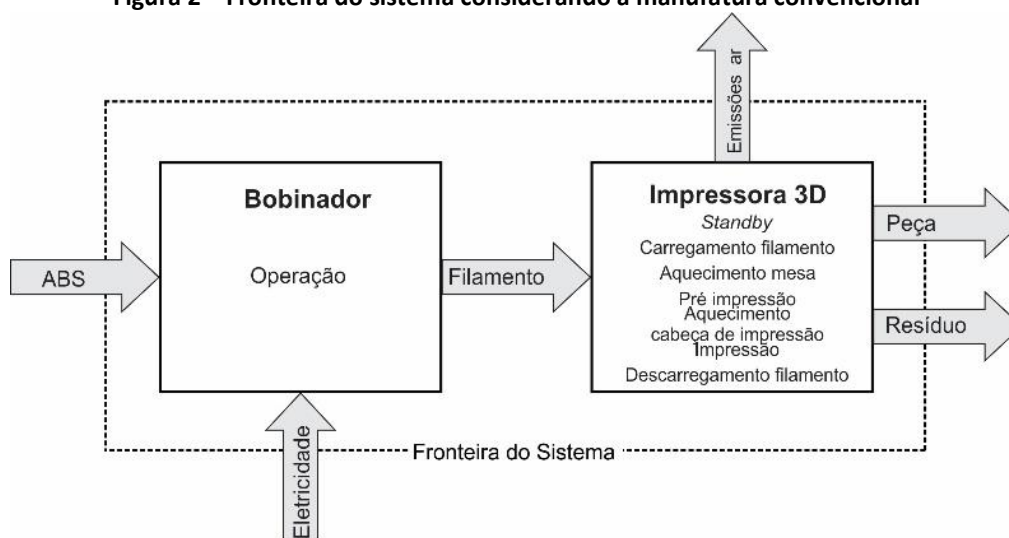 Figura 2 – Fronteira do sistema considerando a manufatura convencional
Emissões ar
Bobinador
Operação
Impressora 3D
Standby
Carregamento filamento
Aquecimento mesa
Pré impressão
Aquecimento
cabeça de impressão
Impressão
Descarregamento filamento
ABS
Filamento
Peça
Resíduo
Eletricidade
Fronteira do Sistema